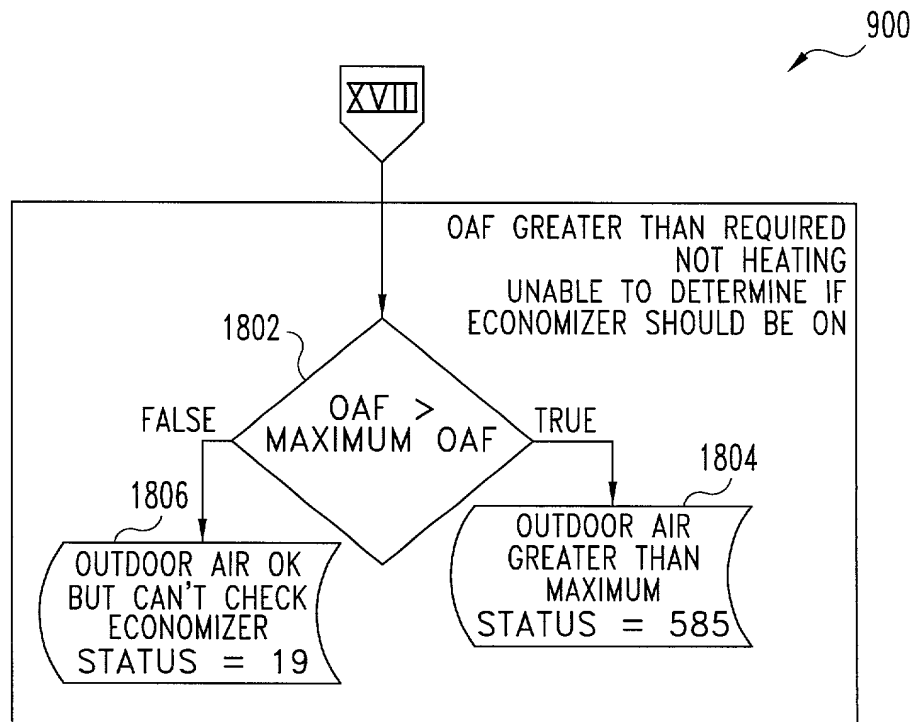 900
XVIII
OAF GREATER THAN REQUIRED
NOT HEATING
UNABLE TO DETERMINE IF
ECONOMIZER SHOULD BE ON
1802
OAF >
MAXIMUM OAF
FALSE
TRUE
1806
OUTDOOR AIR OK
BUT CAN'T CHECK
ECONOMIZER
STATUS = 19
1804
OUTDOOR AIR
GREATER THAN
MAXIMUM
STATUS = 585